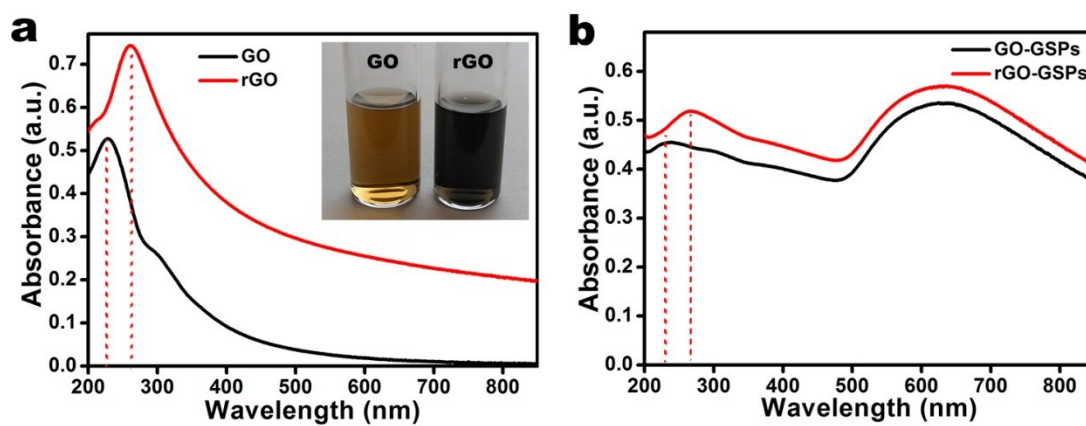 a
GO
rGO
GO rGO
0.7
0.6
0.5
0.4
0.3
0.2
0.1
0.0
Absorbance (a.u.)
200 300 400 500 600 700 800
Wavelength (nm)
b
GO-GSPs
rGO-GSPs
0.6
0.5
0.4
0.3
0.2
0.1
0.0
Absorbance (a.u.)
200 300 400 500 600 700 800
Wavelength (nm)